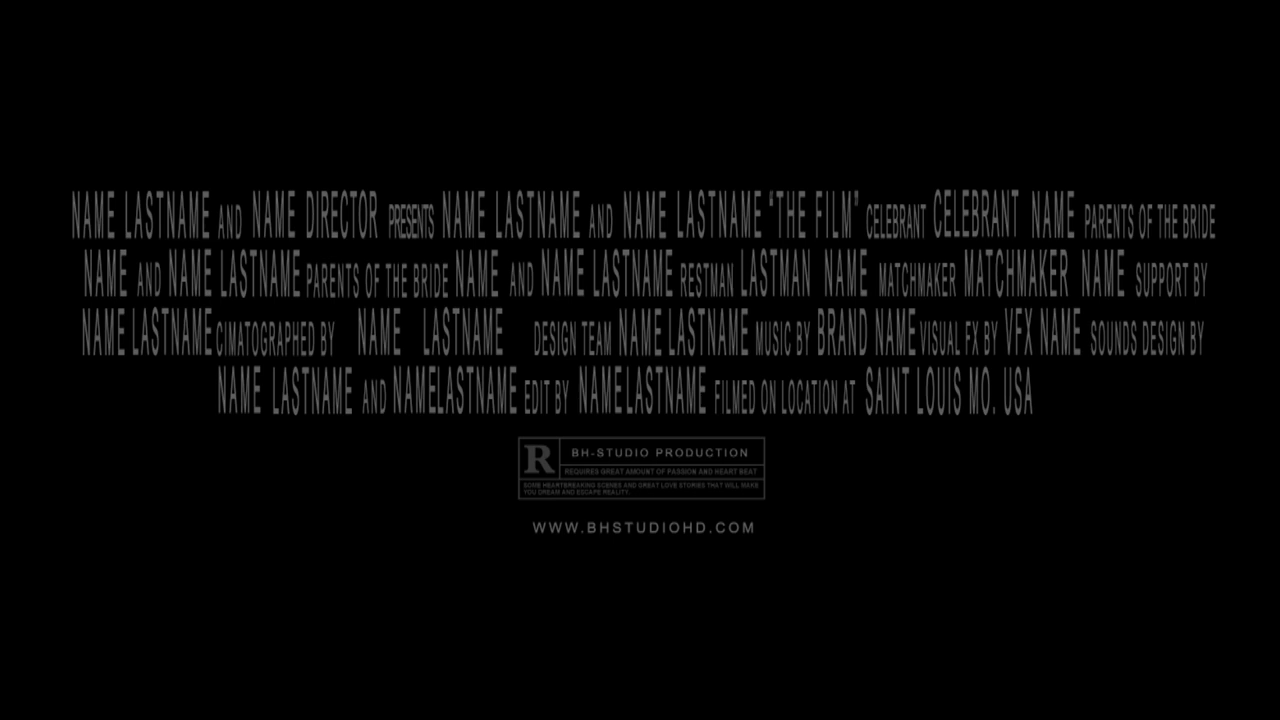 NAME LASTNAME AND NAME DIRECTOR PRESENTS NAME LASTNAME AND NAME LASTNAME "THE FILM" CELEBRANT CELEBRANT NAME PARENTS OF THE BRIDE
NAME AND NAME LASTNAME PARENTS OF THE BRIDE NAME AND NAME LASTNAME RESTMAN LASTMAN NAME MATCHMAKER MATCHMAKER NAME SUPPORT BY
NAME LASTNAME CIMATOGRAPHED BY NAME LASTNAME DESIGN TEAM NAME LASTNAME MUSIC BY BRAND NAME VISUAL FX BY VFX NAME SOUNDS DESIGN BY
NAME LASTNAME AND NAMELASTNAME EDIT BY NAMELASTNAME FILMED ON LOCATION AT SAINT LOUIS MO. USA
R BH-STUDIO PRODUCTION
REQUIRES GREAT AMOUNT OF PASSION AND HEART BEAT
SOME HEARTBREAKING SCENES AND GREAT LOVE STORIES THAT WILL MAKE
YOU DREAM AND ESCAPE REALITY.
WWW.BHSTUDIOHD.COM